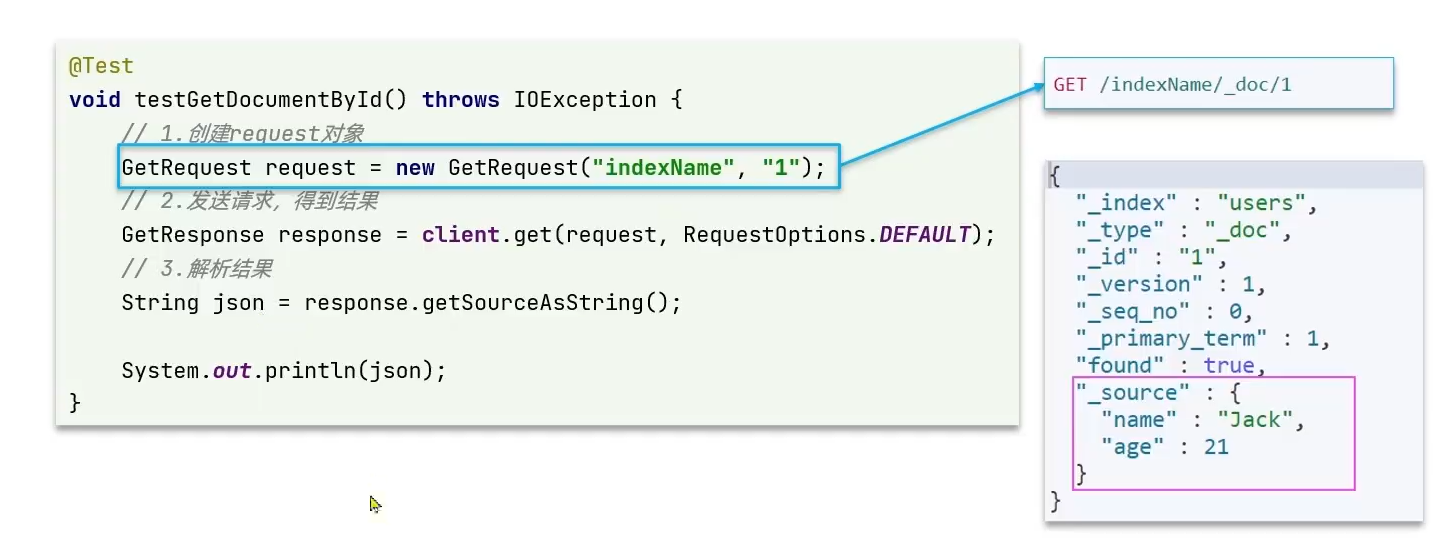 @Test
void testGetDocumentById() throws IOException {
// 1.创建request对象
GetRequest request = new GetRequest("indexName", "1");
// 2.发送请求，得到结果
GetResponse response = client.get(request, RequestOptions.DEFAULT);
// 3.解析结果
String json = response.getSourceAsString();
System.out.println(json);
}
GET /indexName/_doc/1
{
"_index" : "users",
"_type" : "_doc",
"_id" : "1",
"_version" : 1,
"_seq_no" : 0,
"_primary_term" : 1,
"found" : true,
"_source" : {
"name" : "Jack",
"age" : 21
}
}